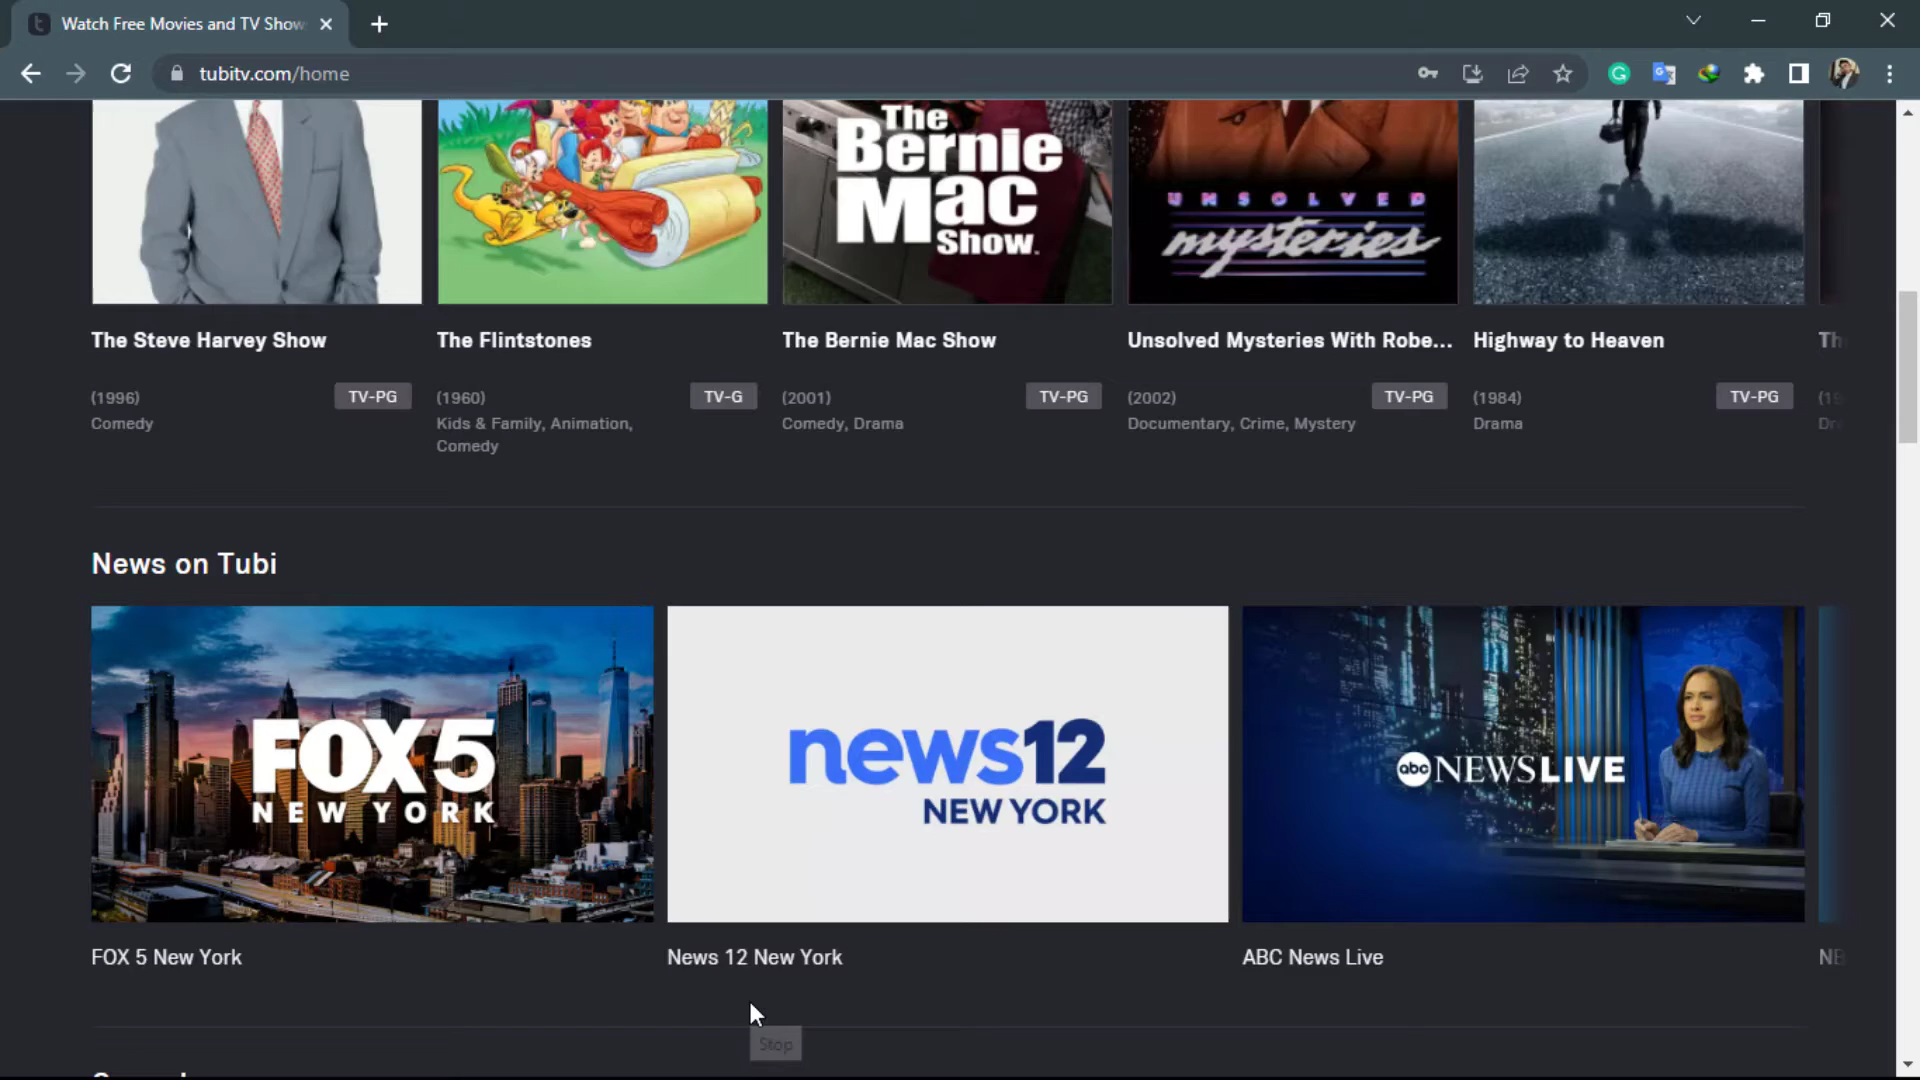 Watch Free Movies and TV Show
tubitv.com/home
The
Bernie
Mac
Show.
UNSOLVED
mysteries
The Steve Harvey Show
The Flintstones
The Bernie Mac Show
Unsolved Mysteries With Robe...
Highway to Heaven
(1996)
TV-PG
(1960)
TV-G
(2001)
TV-PG
(2002)
TV-PG
(1984)
TV-PG
Comedy
Kids & Family, Animation,
Comedy
Comedy, Drama
Documentary, Crime, Mystery
Drama
News on Tubi
FOX 5
NEW YORK
news12
NEW YORK
abc NEWSLIVE
FOX 5 New York
News 12 New York
ABC News Live
Stop